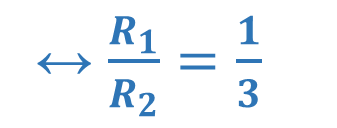 ↔ R₁/R₂ = 1/3